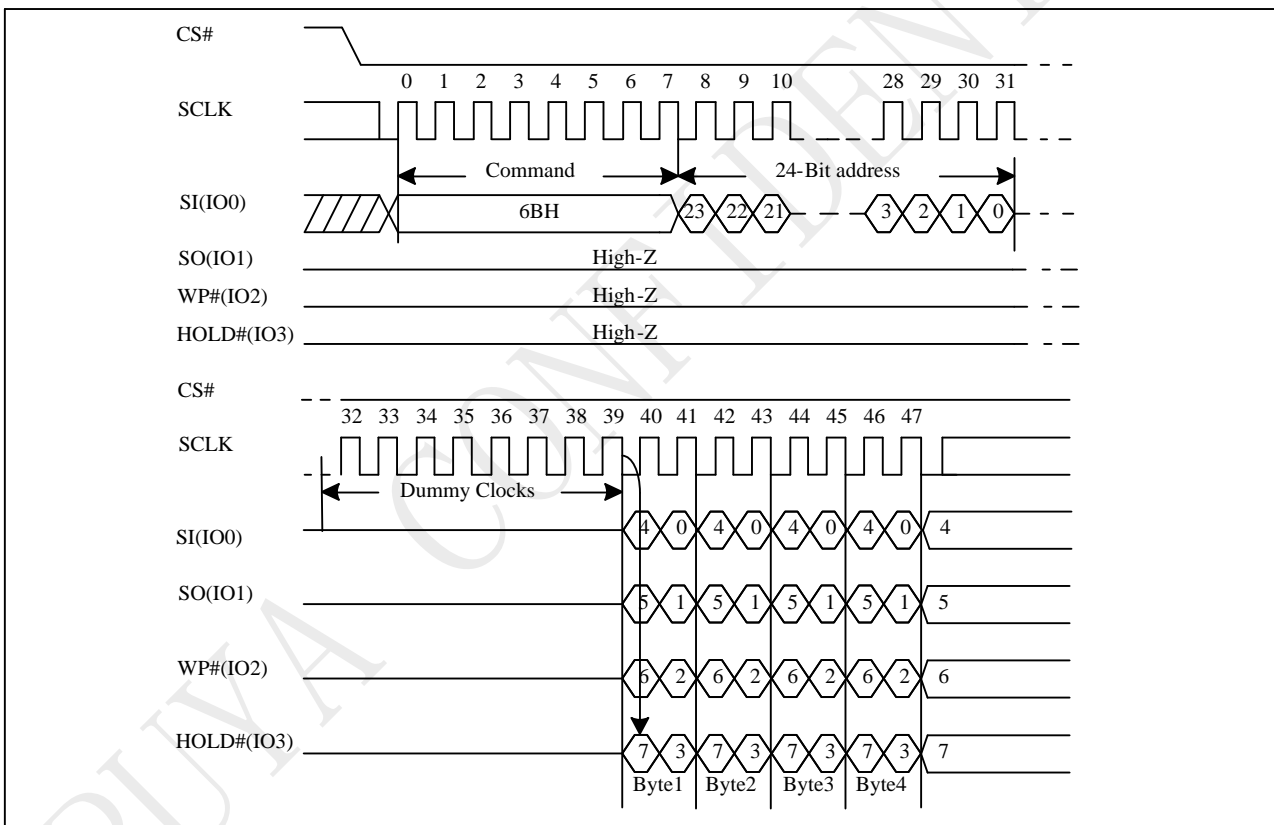 CS#
0 1 2 3 4 5 6 7 8 9 10 28 29 30 31
SCLK
Command 24-Bit address
SI(IO0) 6BH 23 22 21 3 2 1 0
SO(IO1) High-Z
WP#(IO2) High-Z
HOLD#(IO3) High-Z
CS#
32 33 34 35 36 37 38 39 40 41 42 43 44 45 46 47
SCLK
Dummy Clocks
SI(IO0) 4 0 4 0 4 0 4 0 4
SO(IO1) 5 1 5 1 5 1 5 1 5
WP#(IO2) 6 2 6 2 6 2 6 2 6
HOLD#(IO3) 7 3 7 3 7 3 7 3 7
Byte1 Byte2 Byte3 Byte4